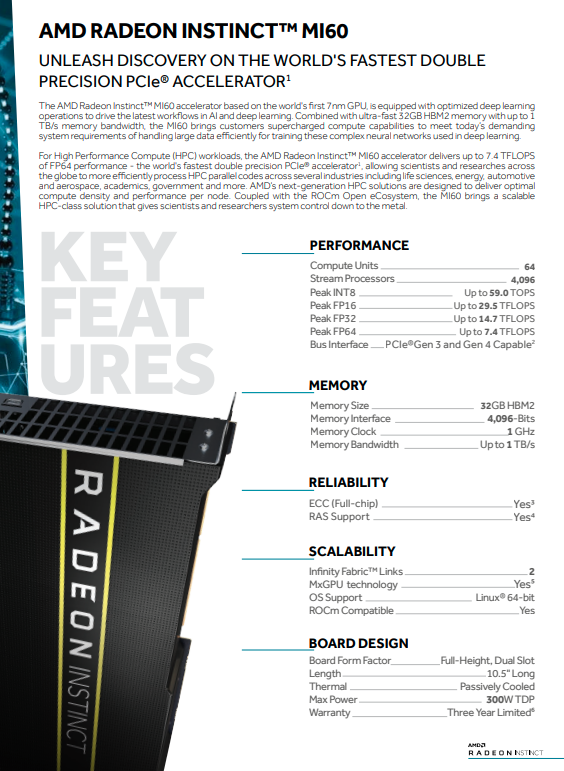 AMD RADEON INSTINCT™ MI60
UNLEASH DISCOVERY ON THE WORLD'S FASTEST DOUBLE
PRECISION PCIe® ACCELERATOR¹
The AMD Radeon Instinct™ MI60 accelerator based on the world's first 7nm GPU, is equipped with optimized deep learning
operations to drive the latest workflows in AI and deep learning. Combined with ultra-fast 32GB HBM2 memory with up to 1
TB/s memory bandwidth, the MI60 brings customers supercharged compute capabilities to meet today's demanding
system requirements of handling large data efficiently for training these complex neural networks used in deep learning.
For High Performance Compute (HPC) workloads, the AMD Radeon Instinct™ MI60 accelerator delivers up to 7.4 TFLOPS
of FP64 performance - the world's fastest double precision PCIe® accelerator¹, allowing scientists and researches across
the globe to more efficiently process HPC parallel codes across several industries including life sciences, energy, automotive
and aerospace, academics, government and more. AMD's next-generation HPC solutions are designed to deliver optimal
compute density and performance per node. Coupled with the ROCm Open eCosystem, the MI60 brings a scalable
HPC-class solution that gives scientists and researchers system control down to the metal.
KEY
FEAT
URES
PERFORMANCE
Compute Units 64
Stream Processors 4,096
Peak INT8 Up to 59.0 TOPS
Peak FP16 Up to 29.5 TFLOPS
Peak FP32 Up to 14.7 TFLOPS
Peak FP64 Up to 7.4 TFLOPS
Bus Interface PCIe® Gen 3 and Gen 4 Capable²
MEMORY
Memory Size 32GB HBM2
Memory Interface 4,096-Bits
Memory Clock 1 GHz
Memory Bandwidth Up to 1 TB/s
RELIABILITY
ECC (Full-chip) Yes³
RAS Support Yes⁴
SCALABILITY
Infinity Fabric™ Links 2
MxGPU technology Yes⁵
OS Support Linux® 64-bit
ROCm Compatible Yes
BOARD DESIGN
Board Form Factor Full-Height, Dual Slot
Length 10.5" Long
Thermal Passively Cooled
Max Power 300W TDP
Warranty Three Year Limited⁶
RADEON INSTINCT
AMD
RADEON INSTINCT